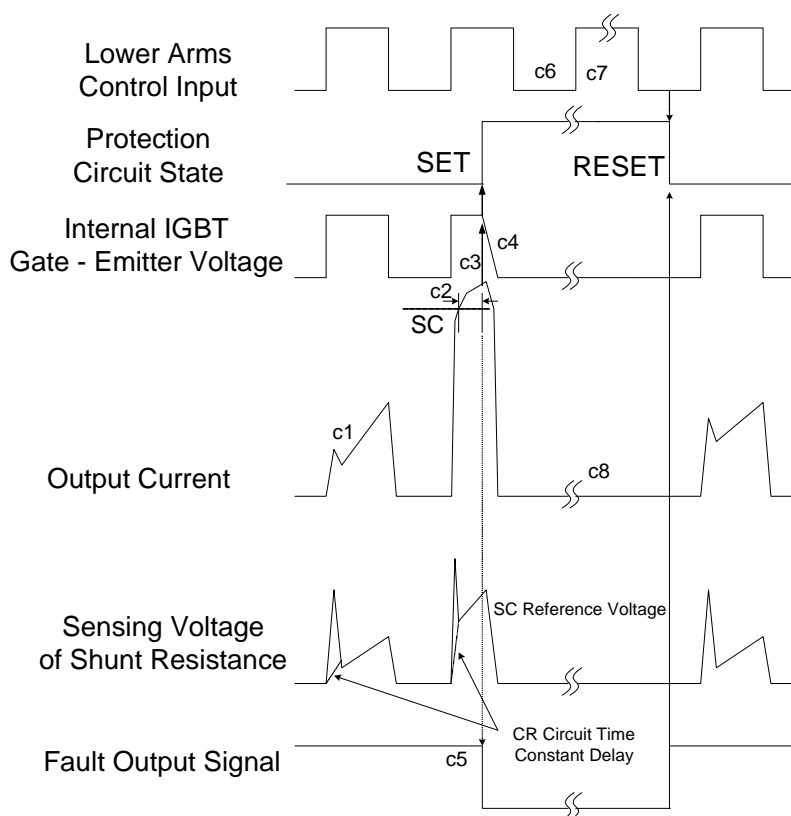 Lower Arms
Control Input
c6
c7
Protection
Circuit State
SET
RESET
Internal IGBT
Gate - Emitter Voltage
c4
c3
c2
SC
c1
Output Current
c8
SC Reference Voltage
Sensing Voltage
of Shunt Resistance
CR Circuit Time
Constant Delay
Fault Output Signal
c5